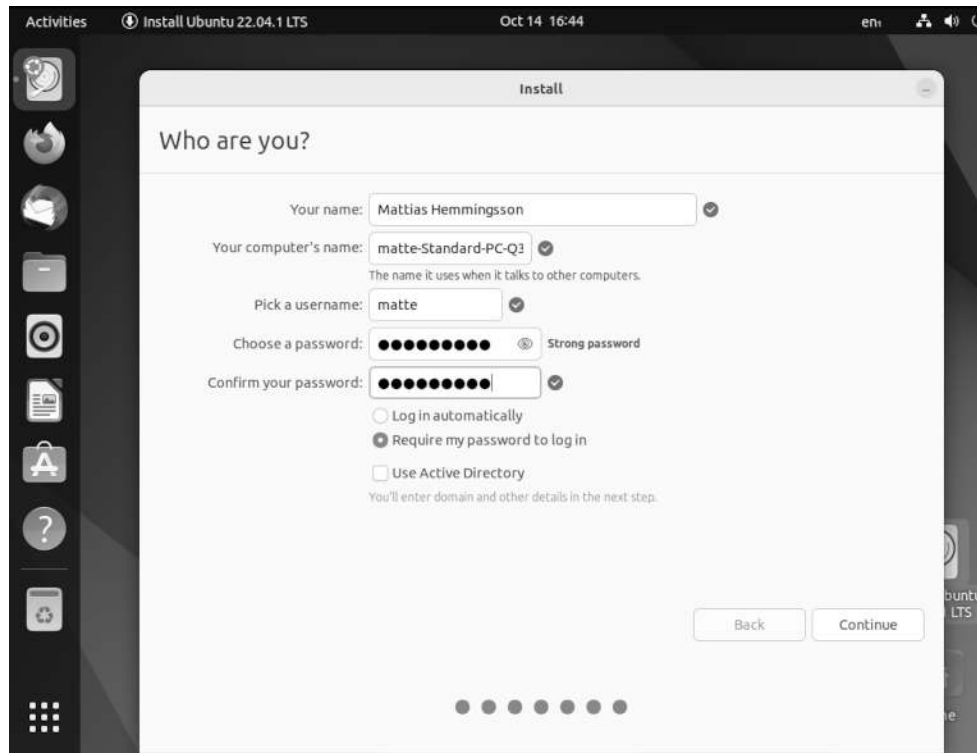 Activities Install Ubuntu 22.04.1 LTS Oct 14 16:44 en₁
Install
Who are you?
Your name: Mattias Hemmingsson
Your computer's name: matte-Standard-PC-Q3
The name it uses when it talks to other computers.
Pick a username: matte
Choose a password: ●●●●●●●●● Strong password
Confirm your password: ●●●●●●●●●
Log in automatically
Require my password to log in
Use Active Directory
You'll enter domain and other details in the next step.
LTS
Back Continue